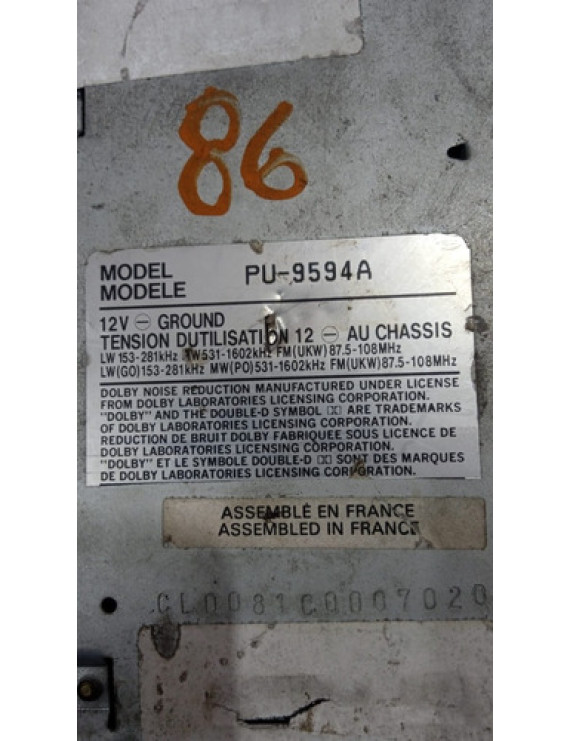 86
MODEL PU-9594A
MODELE
12V ⊖ GROUND
TENSION DUTILISATION 12 ⊖ AU CHASSIS
LW 153-281kHz MW531-1602kHz FM(UKW)87.5-108MHz
LW(GO)153-281kHz MW(PO)531-1602kHz FM(UKW)87.5-108MHz
DOLBY NOISE REDUCTION MANUFACTURED UNDER LICENSE
FROM DOLBY LABORATORIES LICENSING CORPORATION.
"DOLBY" AND THE DOUBLE-D SYMBOL ▯▯ ARE TRADEMARKS
OF DOLBY LABORATORIES LICENSING CORPORATION.
REDUCTION DE BRUIT DOLBY FABRIQUEE SOUS LICENCE DE
DOLBY LABORATORIES LICENSING CORPORATION.
"DOLBY" ET LE SYMBOLE DOUBLE-D ▯▯ SONT DES MARQUES
DE DOLBY LABORATORIES LICENSING CORPORATION.
ASSEMBLÉ EN FRANCE
ASSEMBLED IN FRANCE
CL0081C0007020